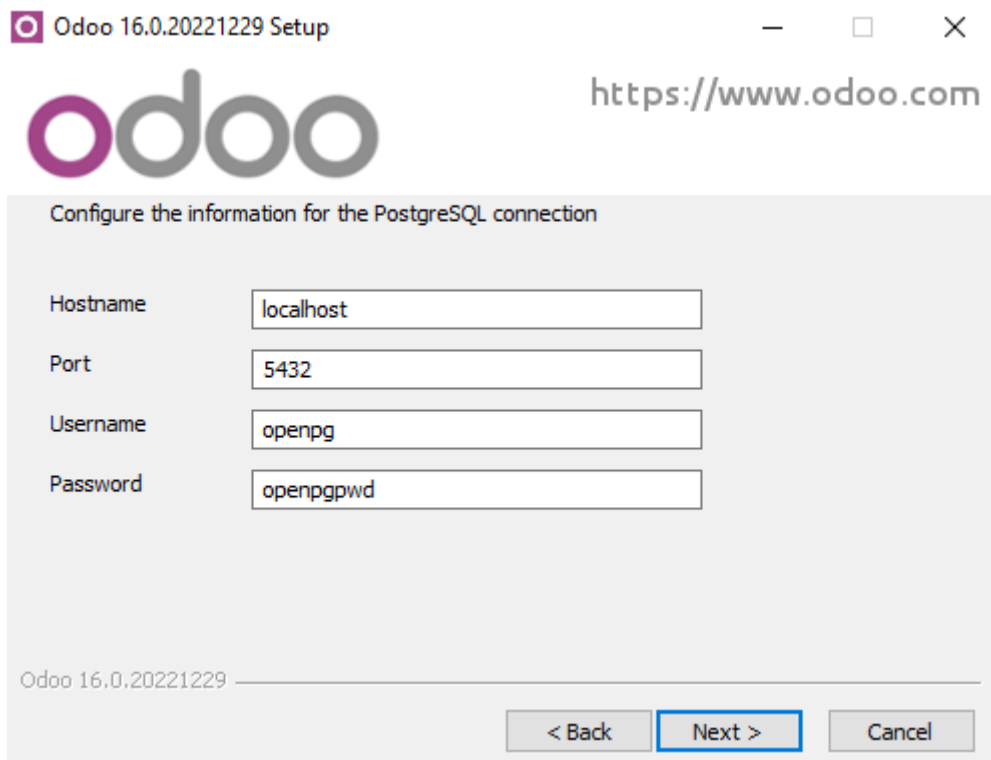 Odoo 16.0.20221229 Setup
odoo
https://www.odoo.com
Configure the information for the PostgreSQL connection
Hostname localhost
Port 5432
Username openpg
Password openpgpwd
Odoo 16.0.20221229
< Back Next > Cancel